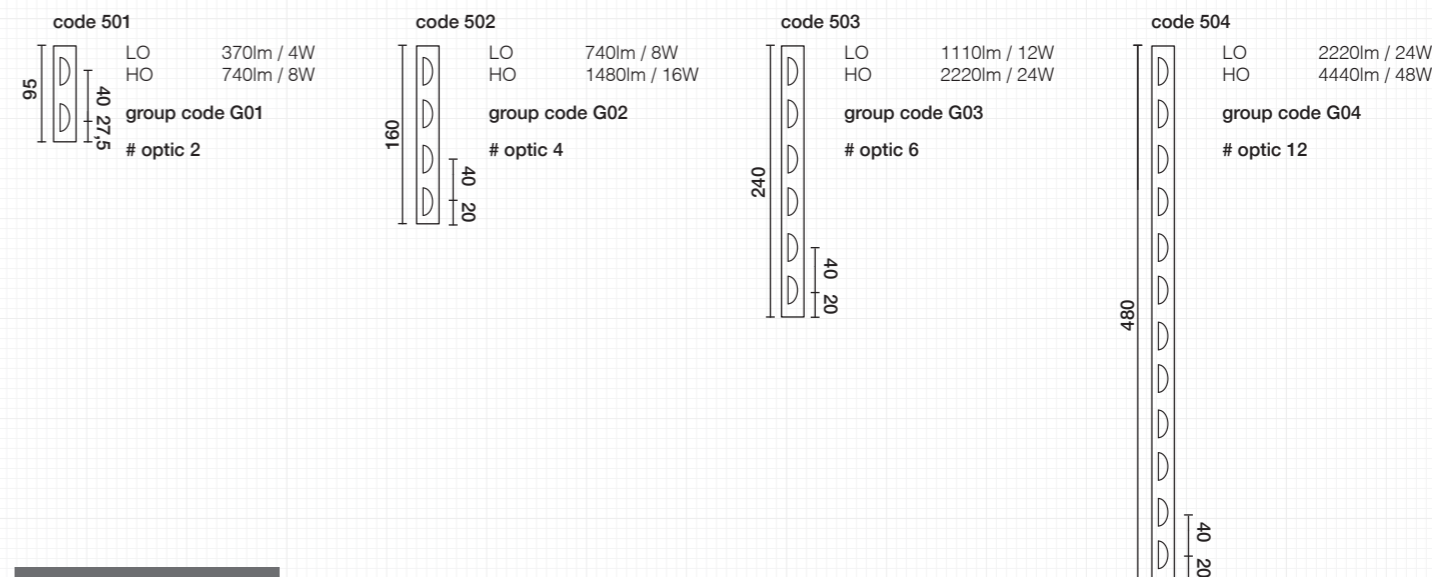 code 501
LO 370lm / 4W
HO 740lm / 8W
group code G01
# optic 2
95
40
27,5
code 502
LO 740lm / 8W
HO 1480lm / 16W
group code G02
# optic 4
160
40
20
code 503
LO 1110lm / 12W
HO 2220lm / 24W
group code G03
# optic 6
240
40
20
code 504
LO 2220lm / 24W
HO 4440lm / 48W
group code G04
# optic 12
480
40
20